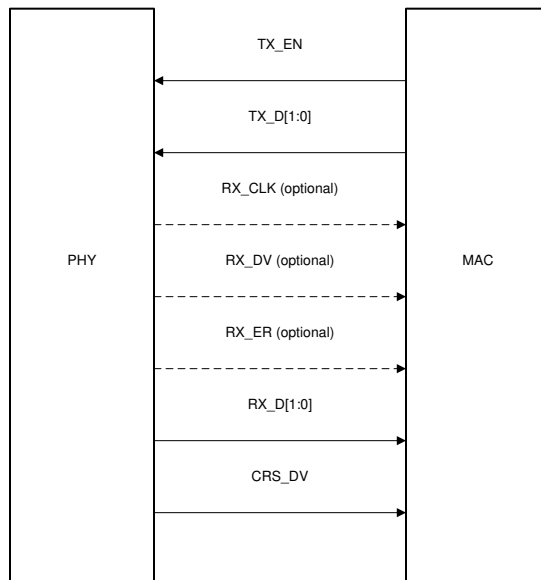 TX_EN
TX_D[1:0]
RX_CLK (optional)
PHY
RX_DV (optional)
MAC
RX_ER (optional)
RX_D[1:0]
CRS_DV